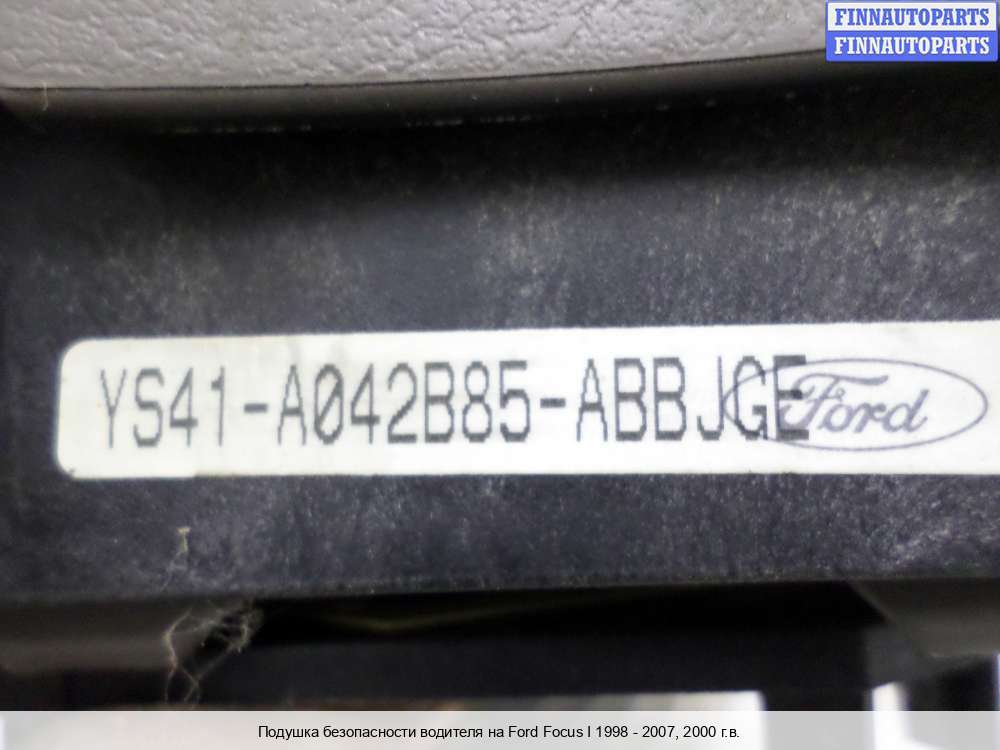 FINNAUTOPARTS
FINNAUTOPARTS
YS41-A042B85-ABBJGE Ford
Подушка безопасности водителя на Ford Focus I 1998 - 2007, 2000 г.в.